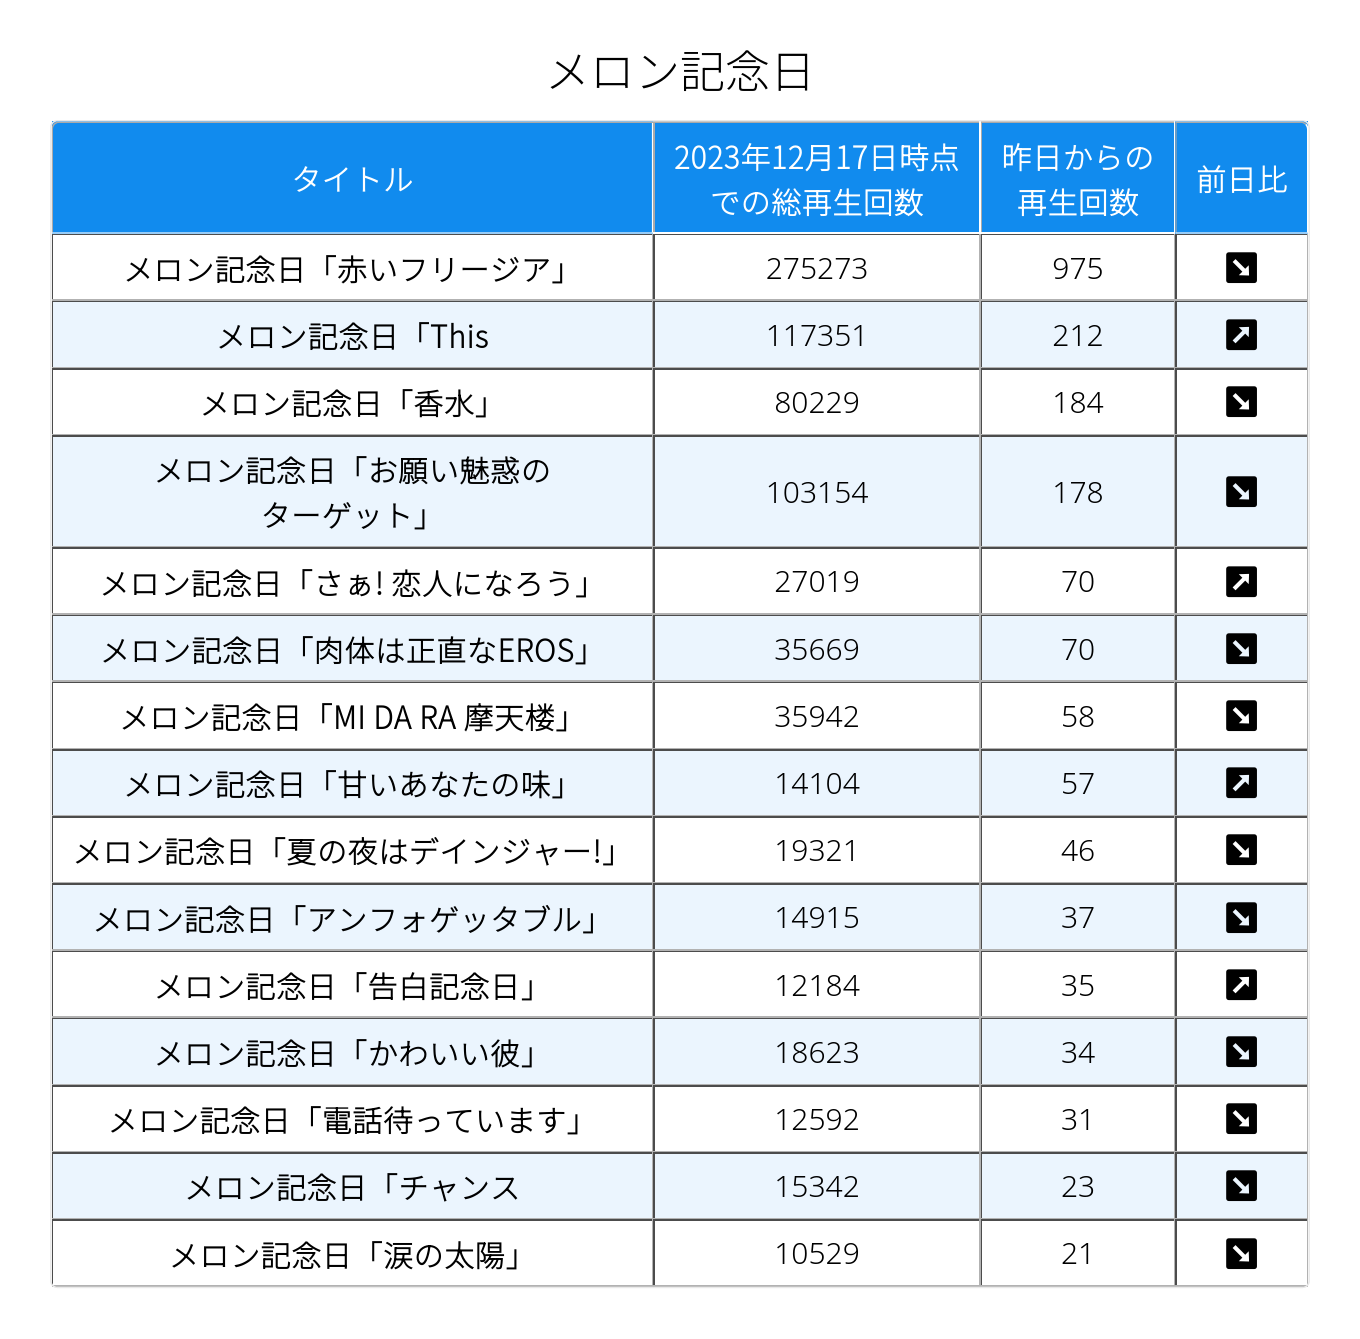 メロン記念日
タイトル
2023年12月17日時点
での総再生回数
昨日からの
再生回数
前日比
メロン記念日「赤いフリージア」 275273 975
メロン記念日「This 117351 212
メロン記念日「香水」 80229 184
メロン記念日「お願い魅惑の
ターゲット」 103154 178
メロン記念日「さぁ! 恋人になろう」 27019 70
メロン記念日「肉体は正直なEROS」 35669 70
メロン記念日「MI DA RA 摩天楼」 35942 58
メロン記念日「甘いあなたの味」 14104 57
メロン記念日「夏の夜はデインジャー!」 19321 46
メロン記念日「アンフォゲッタブル」 14915 37
メロン記念日「告白記念日」 12184 35
メロン記念日「かわいい彼」 18623 34
メロン記念日「電話待っています」 12592 31
メロン記念日「チャンス 15342 23
メロン記念日「涙の太陽」 10529 21